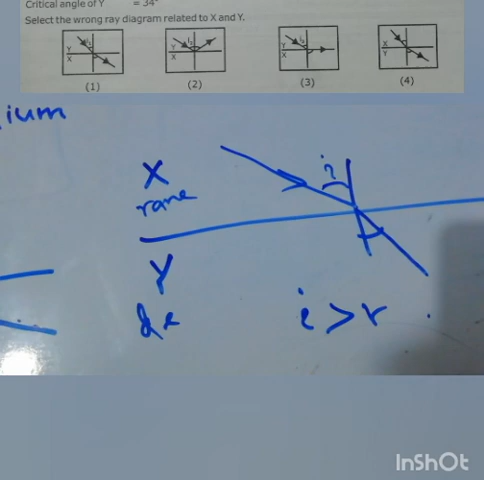 Critical angle of Y = 34°
Select the wrong ray diagram related to X and Y.
Y
X
Y
X
Y
X
X
Y
(1)
(2)
(3)
(4)
ium
X
i
rare
Y
i > r
InShOt